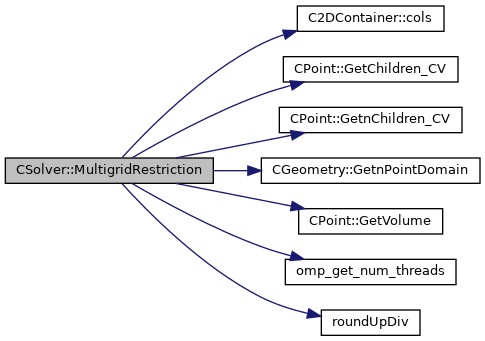 C2DContainer::cols
CPoint::GetChildren_CV
CPoint::GetnChildren_CV
CSolver::MultigridRestriction
CGeometry::GetnPointDomain
CPoint::GetVolume
omp_get_num_threads
roundUpDiv